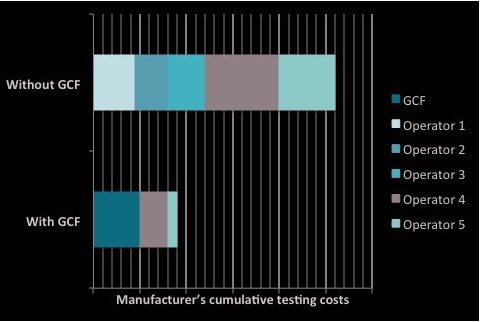 Without GCF
With GCF
Manufacturer's cumulative testing costs
GCF
Operator 1
Operator 2
Operator 3
Operator 4
Operator 5